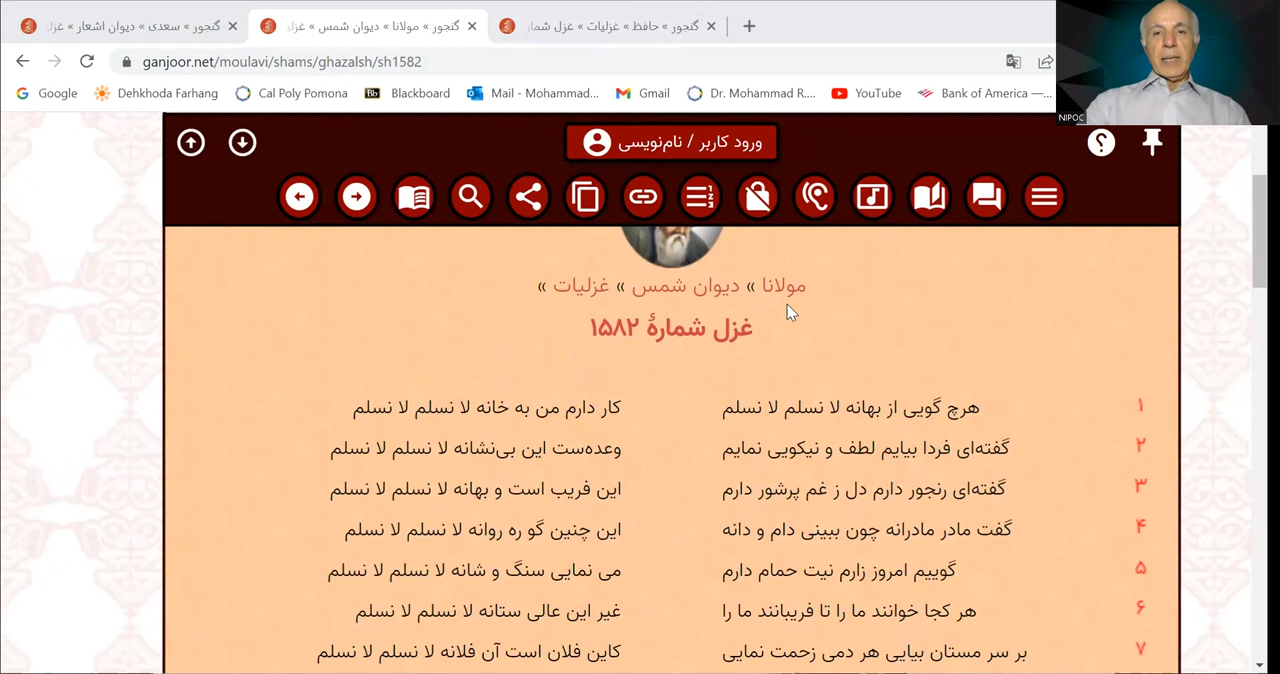 گنجور » سعدی » دیوان اشعار » غزل
گنجور » مولانا » دیوان شمس » غزلی
گنجور » حافظ » غزلیات » غزل شمار
ganjoor.net/moulavi/shams/ghazalsh/sh1582
Google
Dehkhoda Farhang
Cal Poly Pomona
Bb Blackboard
Mail - Mohammad...
Gmail
Dr. Mohammad R....
YouTube
Bank of America —...
NIPOC
ورود کاربر / نام‌نویسی
مولانا » دیوان شمس » غزلیات »
غزل شمارهٔ ۱۵۸۲
۱ هرچ گویی از بهانه لا نسلم لا نسلم کار دارم من به خانه لا نسلم لا نسلم
۲ گفته‌ای فردا بیایم لطف و نیکویی نمایم وعده‌ست این بی‌نشانه لا نسلم لا نسلم
۳ گفته‌ای رنجور دارم دل ز غم پرشور دارم این فریب است و بهانه لا نسلم لا نسلم
۴ گفت مادر مادرانه چون ببینی دام و دانه این چنین گو ره روانه لا نسلم لا نسلم
۵ گوییم امروز زارم نیت حمام دارم می نمایی سنگ و شانه لا نسلم لا نسلم
۶ هر کجا خوانند ما را تا فریبانند ما را غیر این عالی ستانه لا نسلم لا نسلم
۷ بر سر مستان بیایی هر دمی زحمت نمایی کاین فلان است آن فلانه لا نسلم لا نسلم